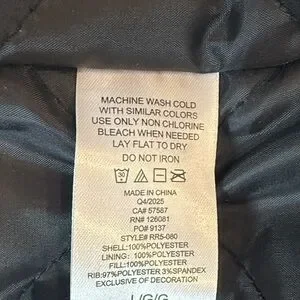 MACHINE WASH COLD
WITH SIMILAR COLORS
USE ONLY NON CHLORINE
BLEACH WHEN NEEDED
LAY FLAT TO DRY
DO NOT IRON
30
MADE IN CHINA
Q4/2025
CA# 57587
RN# 126081
PO# 9137
STYLE# RR5-080
SHELL:100%POLYESTER
LINING: 100%POLYESTER
FILL:100%POLYESTER
RIB:97%POLYESTER 3%SPANDEX
EXCLUSIVE OF DECORATION
L/G/G